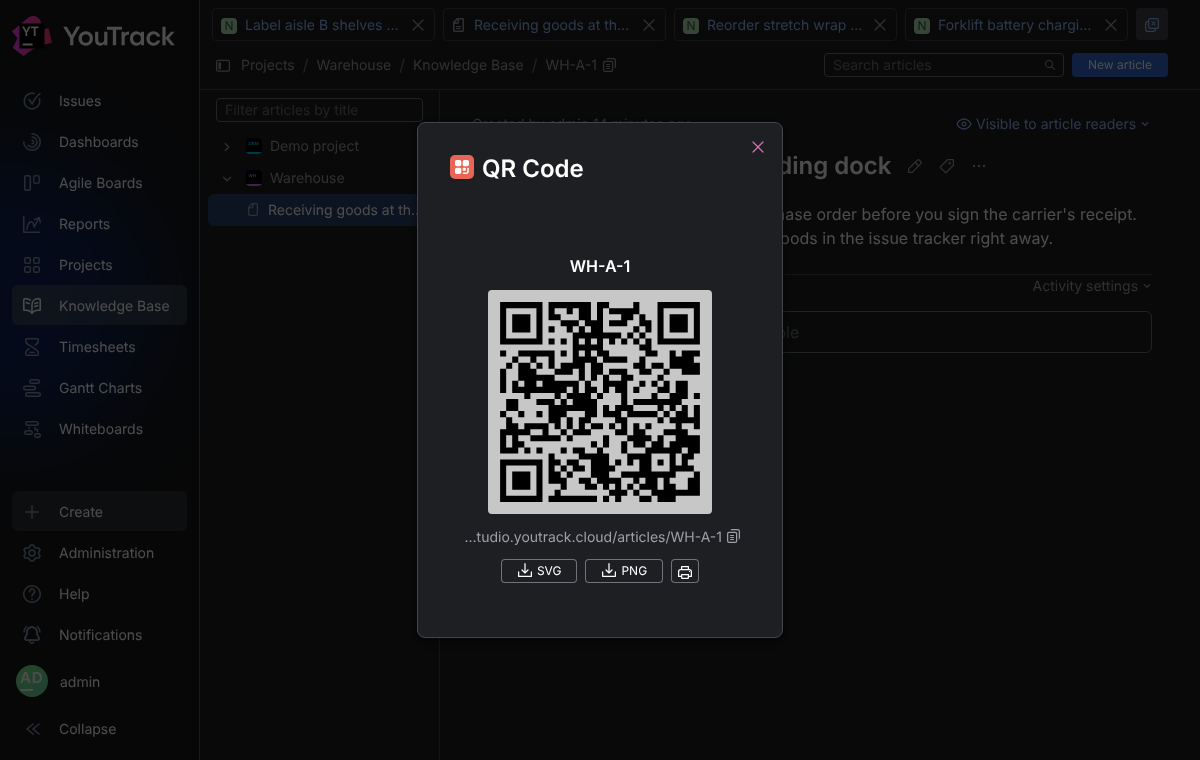 YT YouTrack
Issues
Dashboards
Agile Boards
Reports
Projects
Knowledge Base
Timesheets
Gantt Charts
Whiteboards
Create
Administration
Help
Notifications
AD admin
Collapse
N Label aisle B shelves ...
Receiving goods at th...
N Reorder stretch wrap ...
N Forklift battery chargi...
Projects / Warehouse / Knowledge Base / WH-A-1
Search articles
New article
Filter articles by title
Demo project
Warehouse
Receiving goods at th...
Visible to article readers
ding dock
ase order before you sign the carrier's receipt.
oods in the issue tracker right away.
Activity settings
QR Code
WH-A-1
...tudio.youtrack.cloud/articles/WH-A-1
SVG
PNG